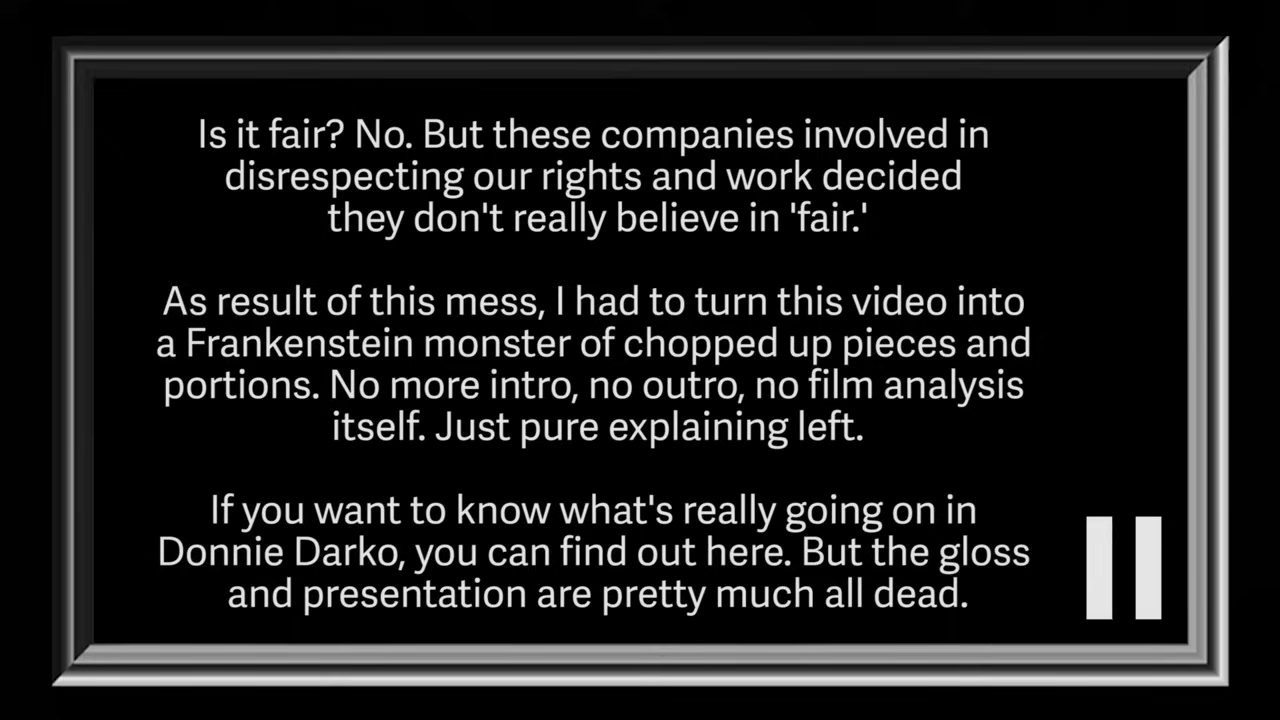 Is it fair? No. But these companies involved in
disrespecting our rights and work decided
they don't really believe in 'fair.'
As result of this mess, I had to turn this video into
a Frankenstein monster of chopped up pieces and
portions. No more intro, no outro, no film analysis
itself. Just pure explaining left.
If you want to know what's really going on in
Donnie Darko, you can find out here. But the gloss
and presentation are pretty much all dead.